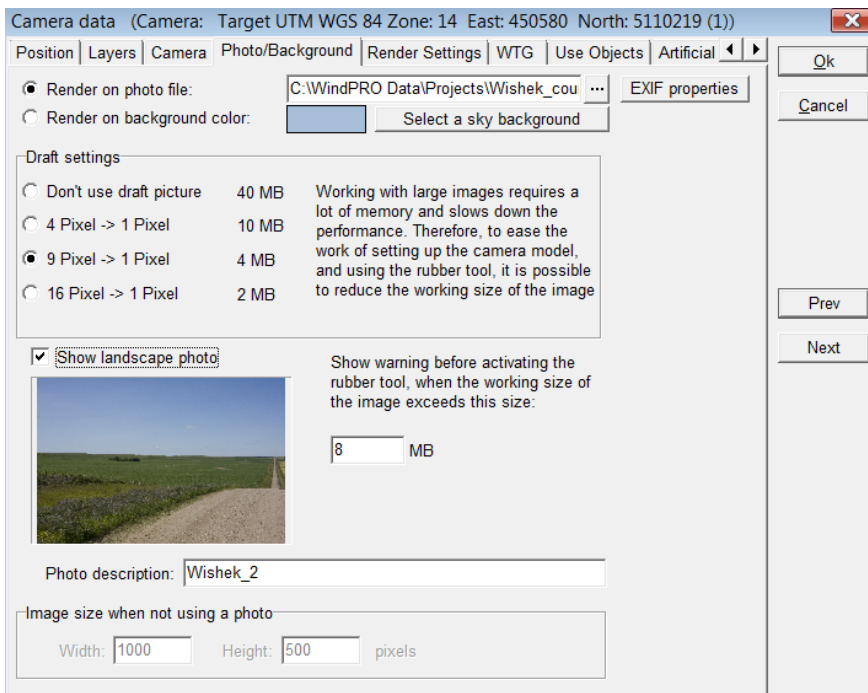 Camera data (Camera: Target UTM WGS 84 Zone: 14 East: 450580 North: 5110219 (1))
Position Layers Camera Photo/Background Render Settings WTG Use Objects Artificial
Ok
Cancel
Prev
Next
Render on photo file: C:\WindPRO Data\Projects\Wishek_cou ... EXIF properties
Render on background color: Select a sky background
Draft settings
Don't use draft picture 40 MB
4 Pixel -> 1 Pixel 10 MB
9 Pixel -> 1 Pixel 4 MB
16 Pixel -> 1 Pixel 2 MB
Working with large images requires a
lot of memory and slows down the
performance. Therefore, to ease the
work of setting up the camera model,
and using the rubber tool, it is possible
to reduce the working size of the image
Show landscape photo
Show warning before activating the
rubber tool, when the working size of
the image exceeds this size:
8 MB
Photo description: Wishek_2
Image size when not using a photo
Width: 1000 Height: 500 pixels